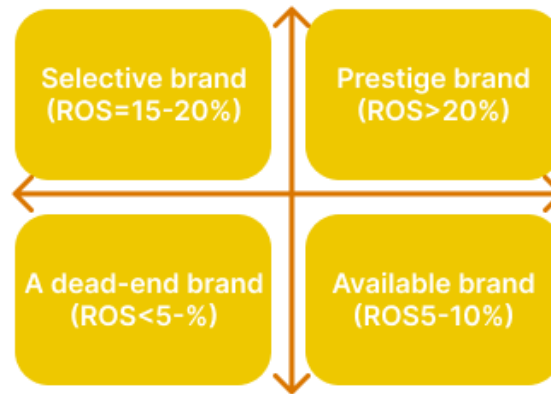 Selective brand
(ROS=15-20%)
Prestige brand
(ROS>20%)
A dead-end brand
(ROS<5-%)
Available brand
(ROS5-10%)